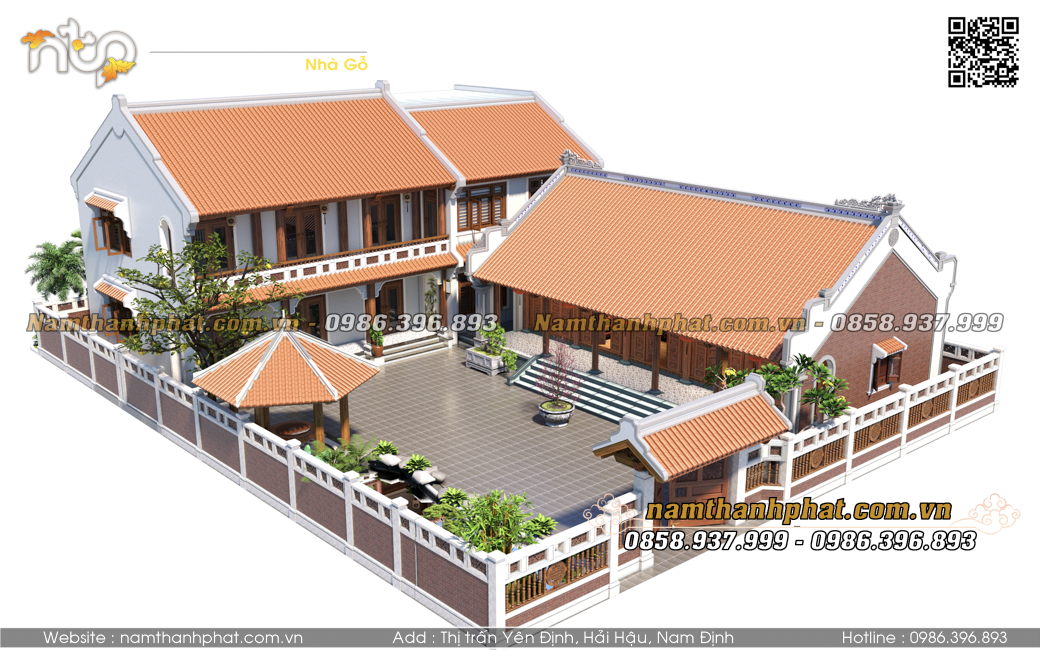 ntp
Nhà Gỗ
Namthanhphat.com.vn - 0986.396.893
Namthanhphat.com.vn - 0858.937.999
namthanhphat.com.vn
0858.937.999 - 0986.396.893
Website : namthanhphat.com.vn Add : Thị trấn Yên Định, Hải Hậu, Nam Định Hotline : 0986.396.893